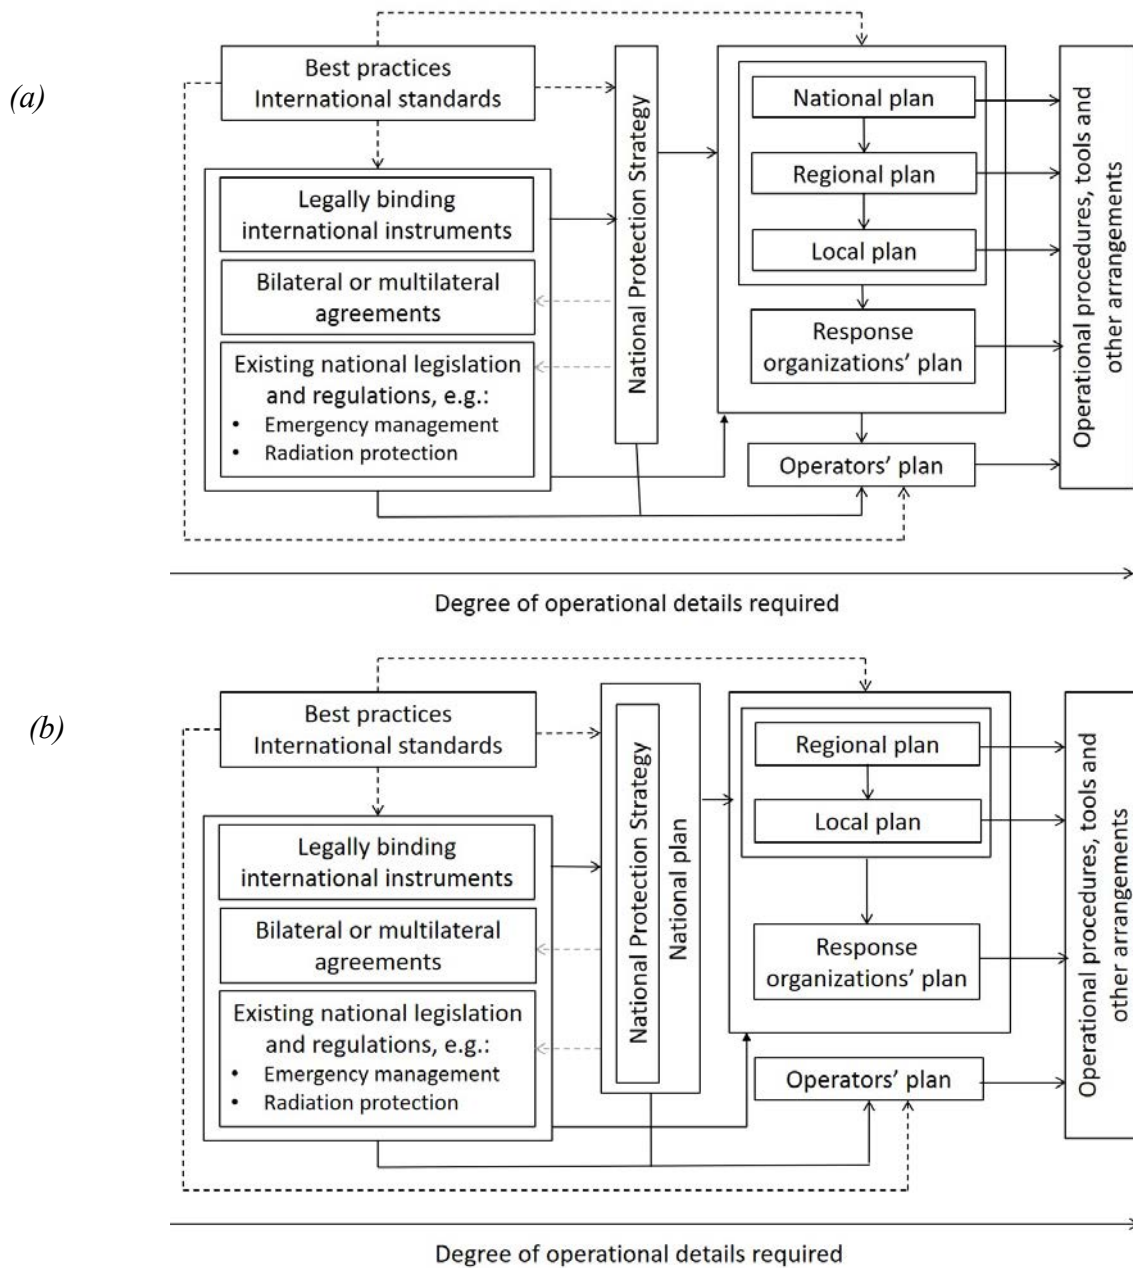 (a)
Best practices
International standards
Legally binding
international instruments
Bilateral or multilateral
agreements
Existing national legislation
and regulations, e.g.:
• Emergency management
• Radiation protection
National Protection Strategy
National plan
Regional plan
Local plan
Response
organizations’ plan
Operators’ plan
Operational procedures, tools and
other arrangements
Degree of operational details required
(b)
Best practices
International standards
Legally binding
international instruments
Bilateral or multilateral
agreements
Existing national legislation
and regulations, e.g.:
• Emergency management
• Radiation protection
National Protection Strategy
National plan
Regional plan
Local plan
Response
organizations’ plan
Operators’ plan
Operational procedures, tools and
other arrangements
Degree of operational details required